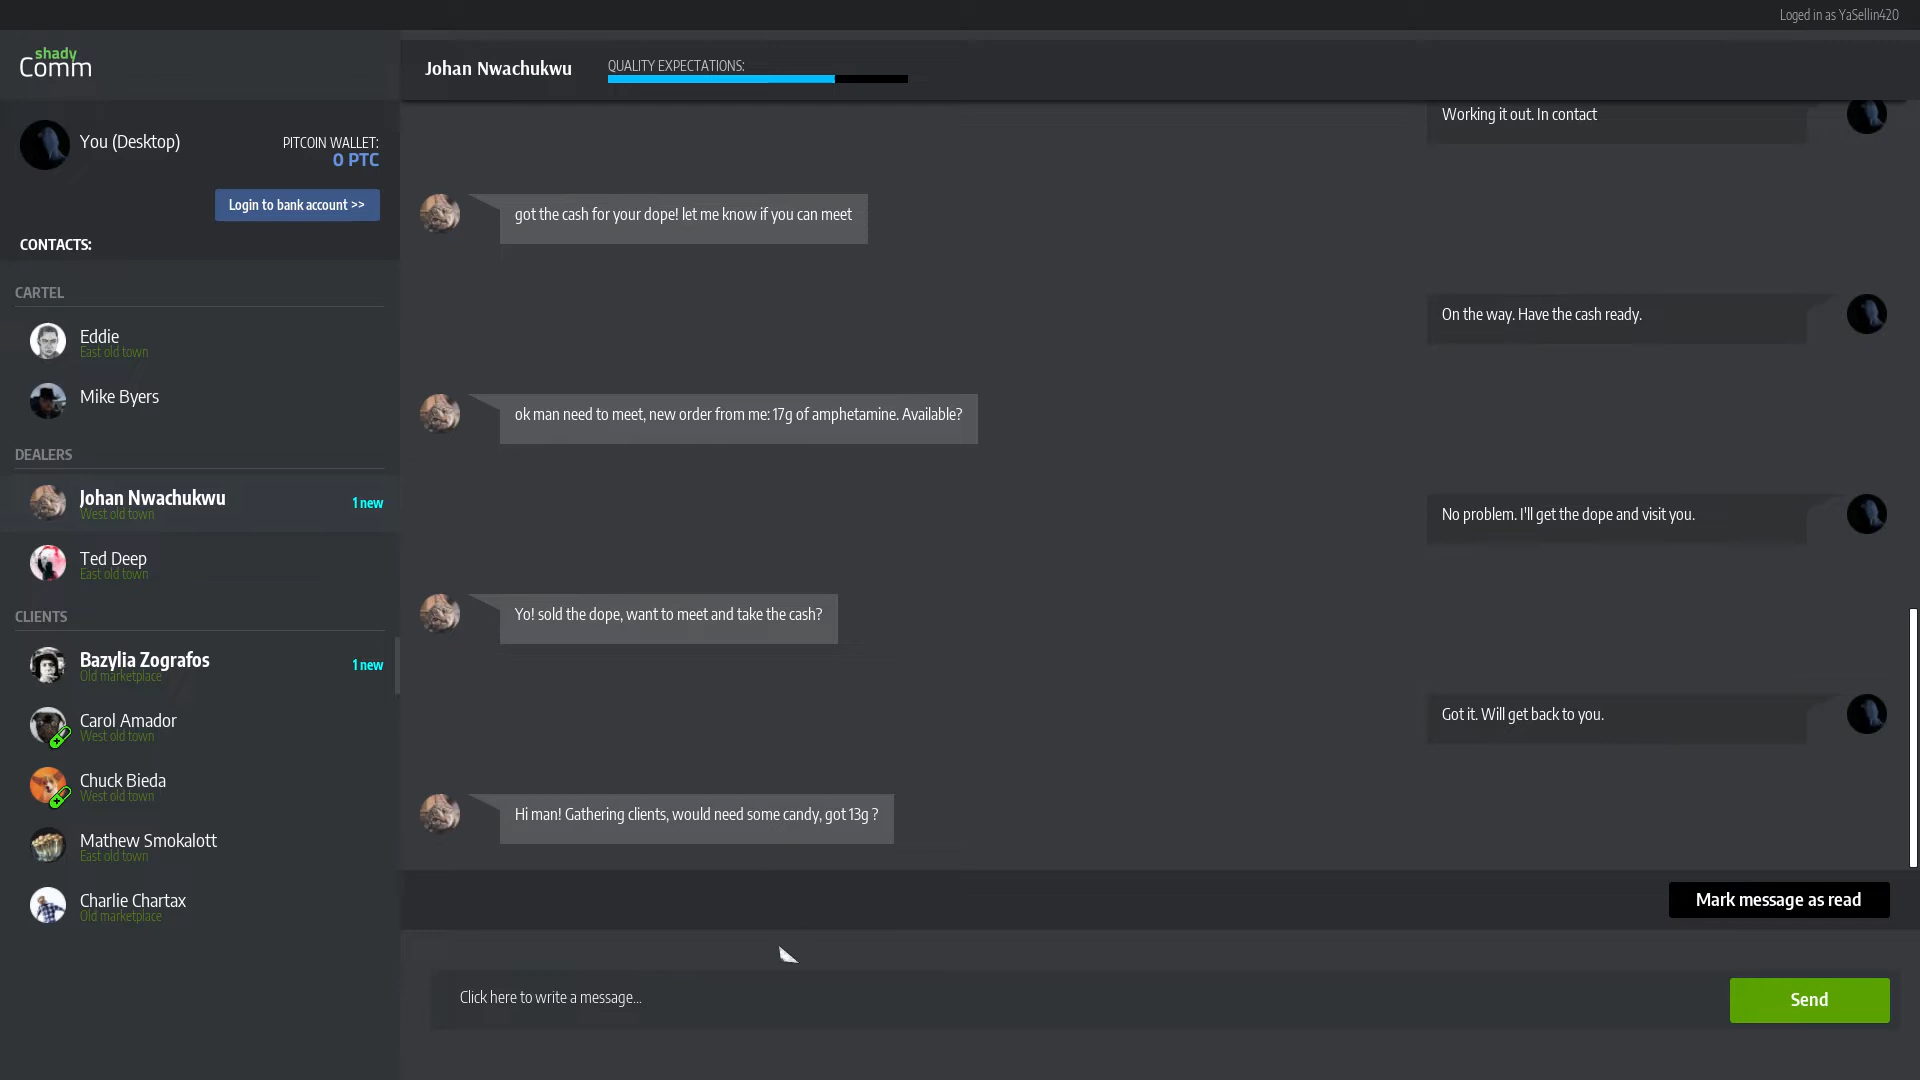 Loged in as YaSellin420
shady
Comm
Johan Nwachukwu
QUALITY EXPECTATIONS:
You (Desktop)
PITCOIN WALLET:
0 PTC
Login to bank account >>
CONTACTS:
CARTEL
Eddie
East old town
Mike Byers
DEALERS
Johan Nwachukwu
1 new
West old town
Ted Deep
East old town
CLIENTS
Bazylia Zografos
1 new
Old marketplace
Carol Amador
West old town
Chuck Bieda
West old town
Mathew Smokalott
East old town
Charlie Chartax
Old marketplace
Working it out. In contact
got the cash for your dope! let me know if you can meet
On the way. Have the cash ready.
ok man need to meet, new order from me: 17g of amphetamine. Available?
No problem. I'll get the dope and visit you.
Yo! sold the dope, want to meet and take the cash?
Got it. Will get back to you.
Hi man! Gathering clients, would need some candy, got 13g ?
Mark message as read
Click here to write a message...
Send